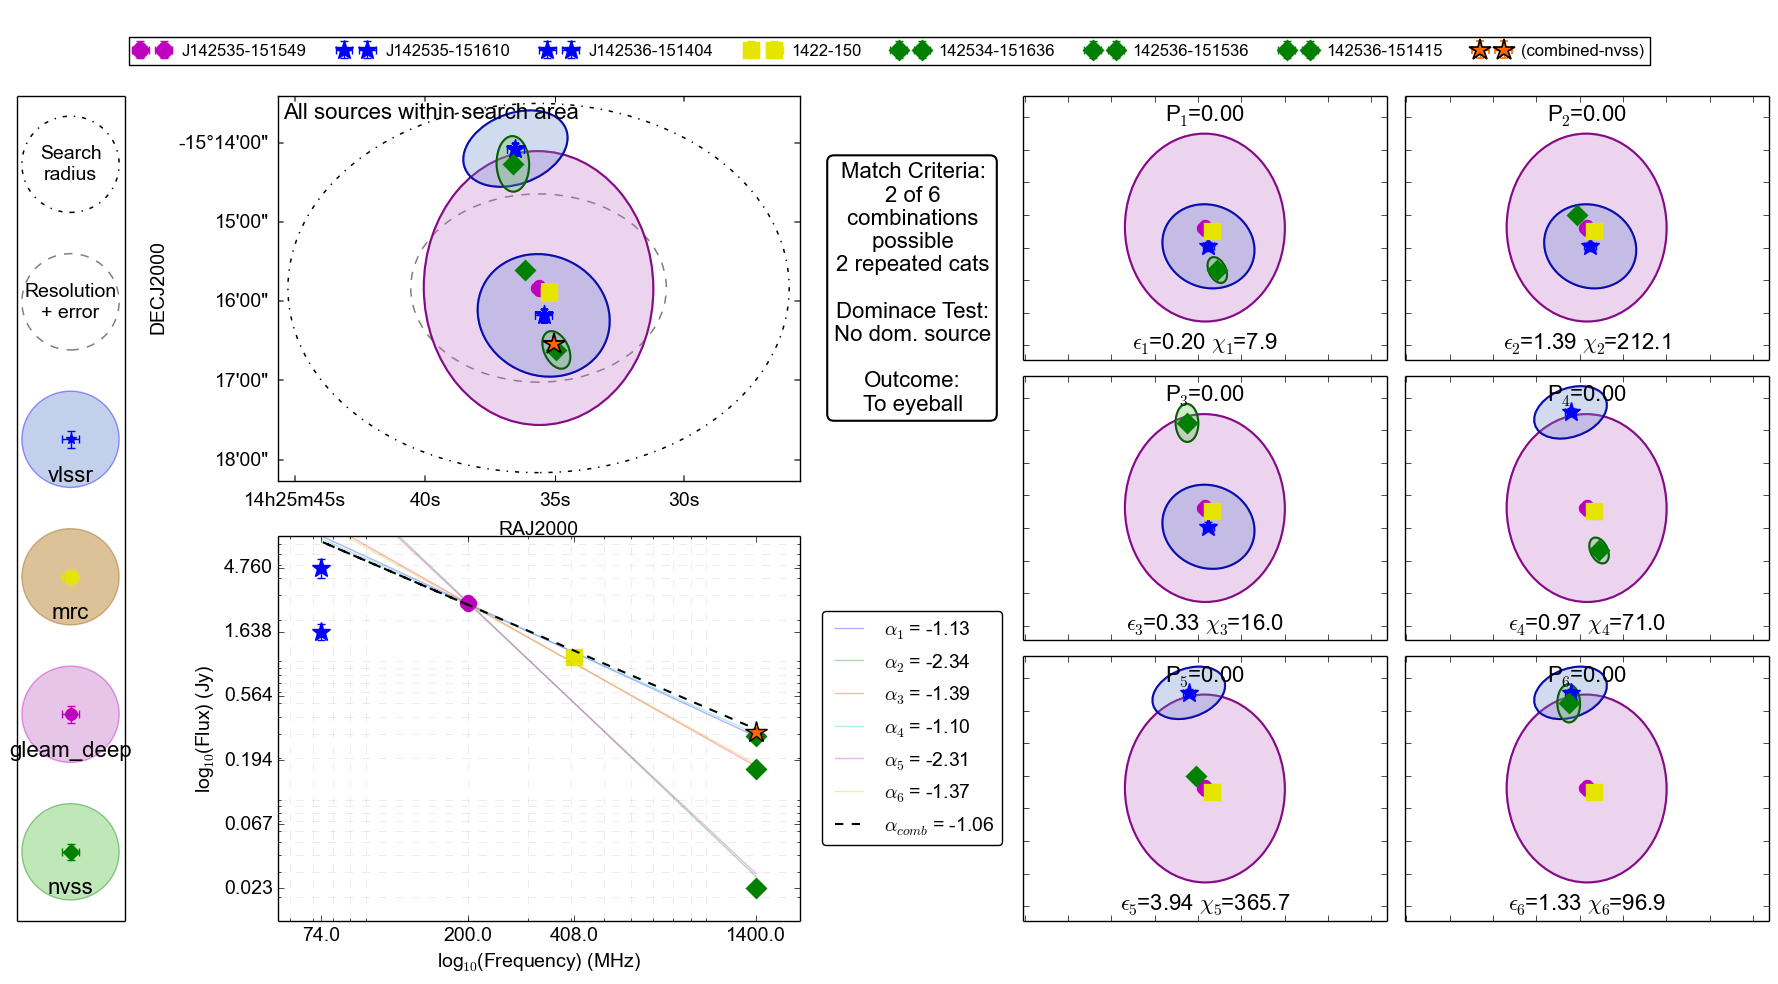 J142535-151549 J142535-151610 J142536-151404 1422-150 142534-151636 142536-151536 142536-151415 (combined-nvss)
Search
radius
Resolution
+ error
vlssr
mrc
gleam_deep
nvss
All sources within search area
DECJ2000
-15°14'00"
15'00"
16'00"
17'00"
18'00"
14h25m45s 40s 35s 30s
RAJ2000
log10(Flux) (Jy)
4.760
1.638
0.564
0.194
0.067
0.023
74.0 200.0 408.0 1400.0
log10(Frequency) (MHz)
Match Criteria:
2 of 6
combinations
possible
2 repeated cats
Dominace Test:
No dom. source
Outcome:
To eyeball
α1 = -1.13
α2 = -2.34
α3 = -1.39
α4 = -1.10
α5 = -2.31
α6 = -1.37
αcomb = -1.06
P1=0.00
ϵ1=0.20 χ1=7.9
P2=0.00
ϵ2=1.39 χ2=212.1
P3=0.00
ϵ3=0.33 χ3=16.0
P4=0.00
ϵ4=0.97 χ4=71.0
P5=0.00
ϵ5=3.94 χ5=365.7
P6=0.00
ϵ6=1.33 χ6=96.9